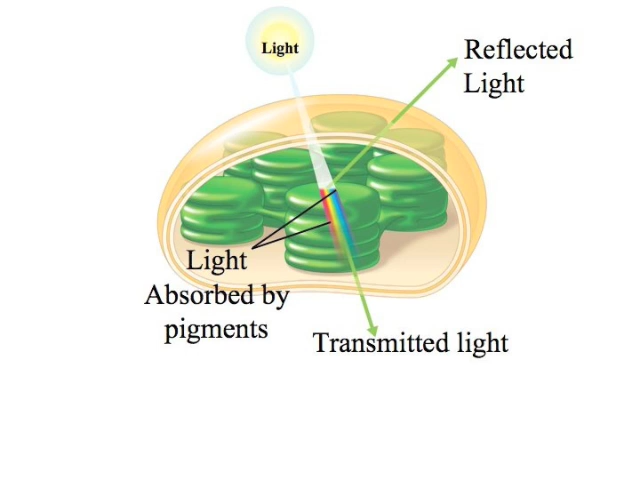 Light
Reflected
Light
Light
Absorbed by
pigments
Transmitted light